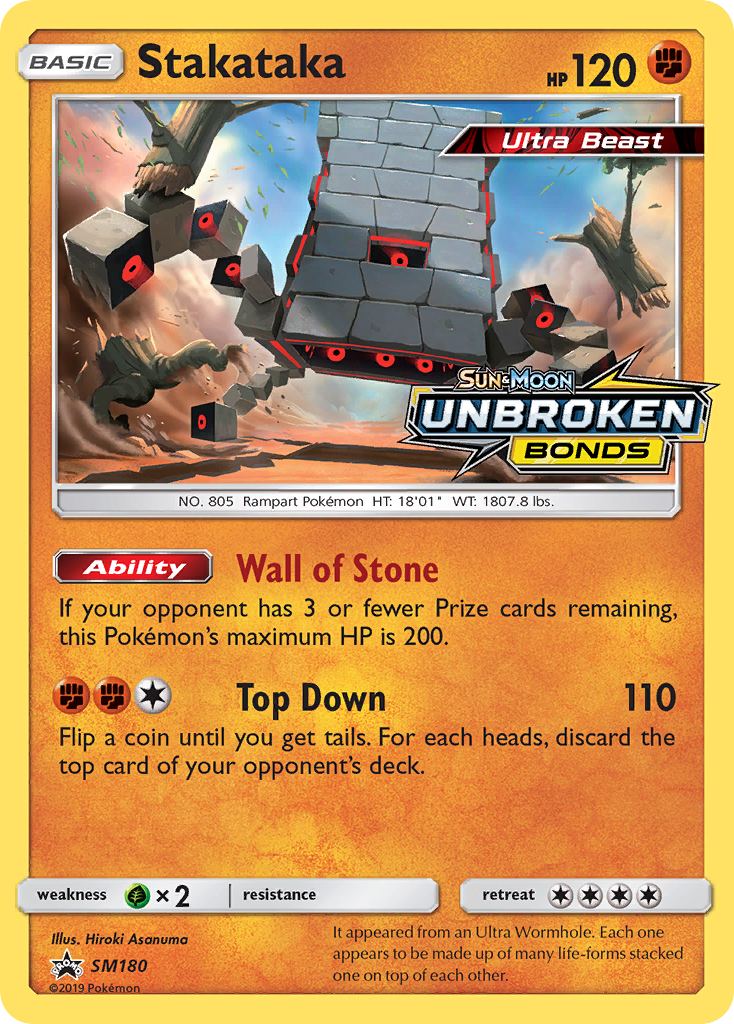 BASIC Stakataka HP 120
Ultra Beast
SUN & MOON
UNBROKEN
BONDS
NO. 805 Rampart Pokémon HT: 18'01" WT: 1807.8 lbs.
Ability Wall of Stone
If your opponent has 3 or fewer Prize cards remaining,
this Pokémon's maximum HP is 200.
Top Down 110
Flip a coin until you get tails. For each heads, discard the
top card of your opponent's deck.
weakness × 2 resistance retreat
Illus. Hiroki Asanuma
PROMO SM180
©2019 Pokémon
It appeared from an Ultra Wormhole. Each one
appears to be made up of many life-forms stacked
one on top of each other.